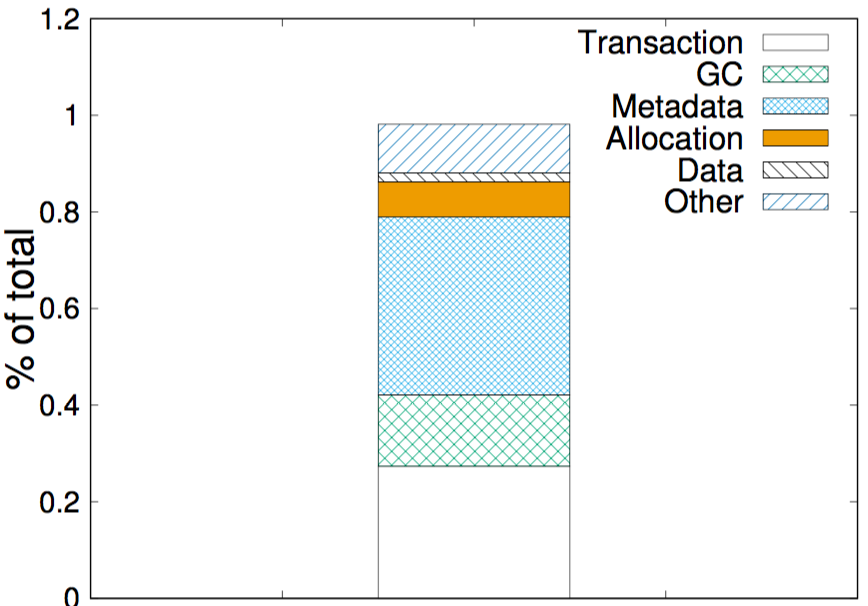 1.2
1
0.8
0.6
0.4
0.2
0
% of total
Transaction
GC
Metadata
Allocation
Data
Other